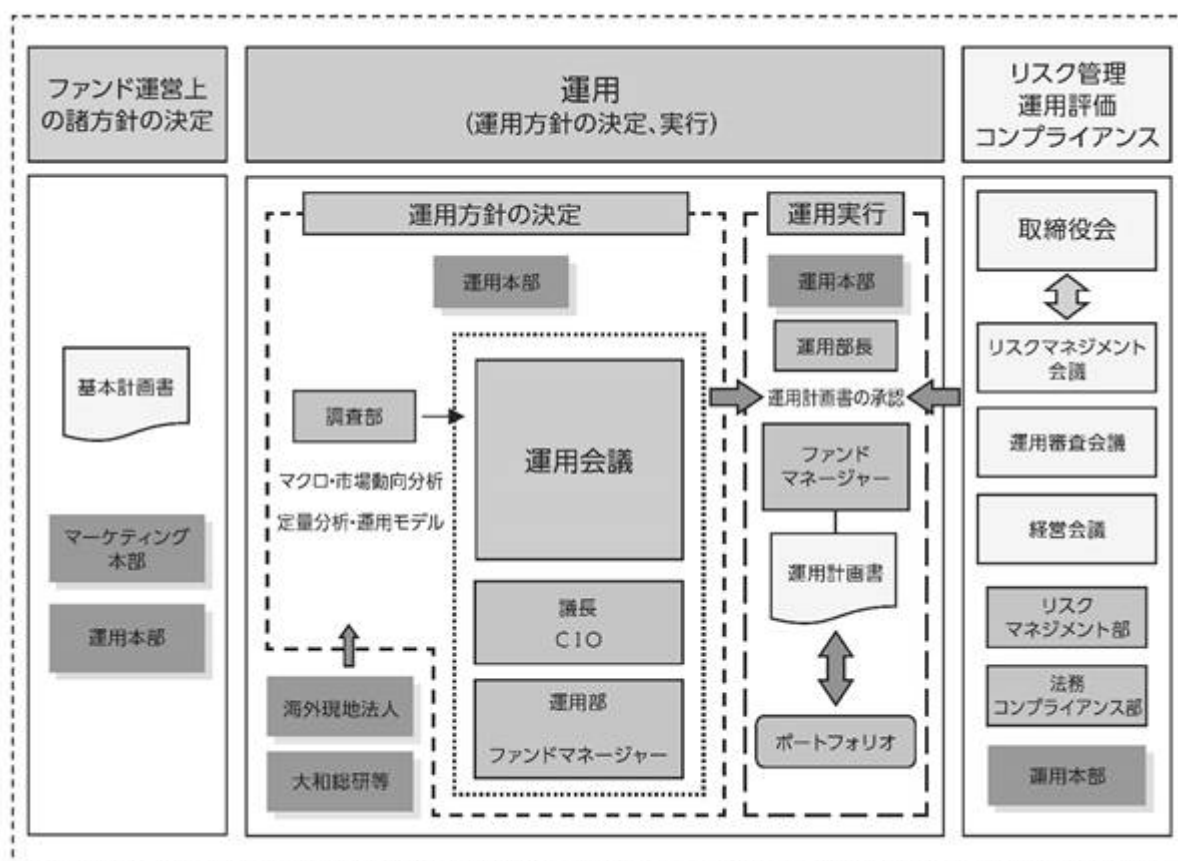 ファンド運営上
の諸方針の決定
運用
(運用方針の決定、実行)
リスク管理
運用評価
コンプライアンス
基本計画書
マーケティング
本部
運用本部
運用方針の決定
運用本部
調査部
マクロ・市場動向分析
定量分析・運用モデル
海外現地法人
大和総研等
運用会議
議長
CIO
運用部
ファンドマネージャー
運用実行
運用本部
運用部長
運用計画書の承認
ファンド
マネージャー
運用計画書
ポートフォリオ
取締役会
リスクマネジメント
会議
運用審査会議
経営会議
リスク
マネジメント部
法務
コンプライアンス部
運用本部